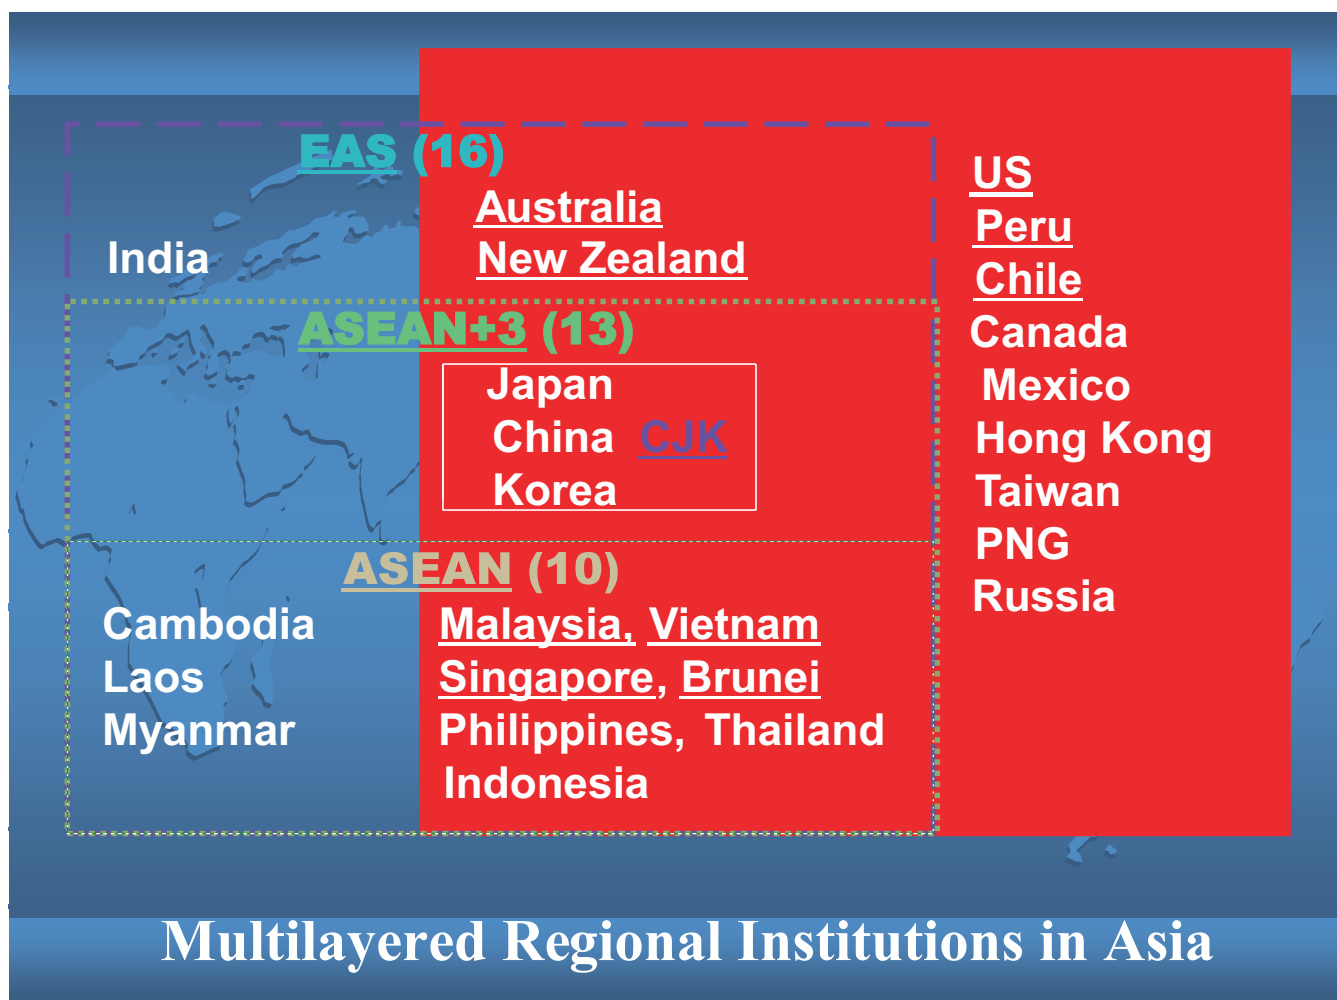 EAS (16)
Australia
India
New Zealand
ASEAN+3 (13)
Japan
China CJK
Korea
ASEAN (10)
Cambodia
Laos
Myanmar
Malaysia, Vietnam
Singapore, Brunei
Philippines, Thailand
Indonesia
US
Peru
Chile
Canada
Mexico
Hong Kong
Taiwan
PNG
Russia
Multilayered Regional Institutions in Asia